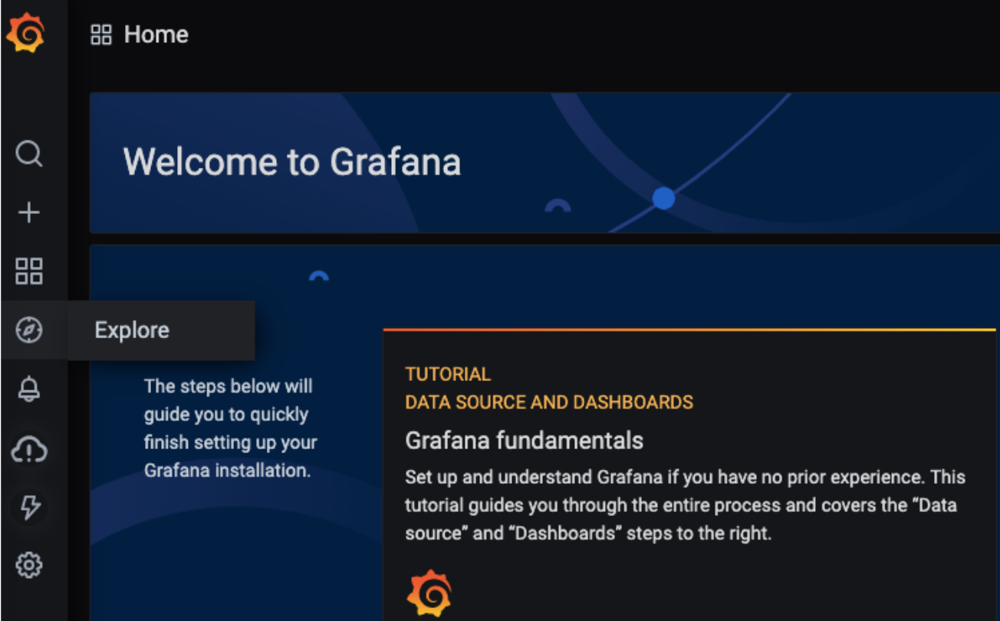 Home
Welcome to Grafana
Explore
The steps below will
guide you to quickly
finish setting up your
Grafana installation.
TUTORIAL
DATA SOURCE AND DASHBOARDS
Grafana fundamentals
Set up and understand Grafana if you have no prior experience. This
tutorial guides you through the entire process and covers the “Data
source” and “Dashboards” steps to the right.